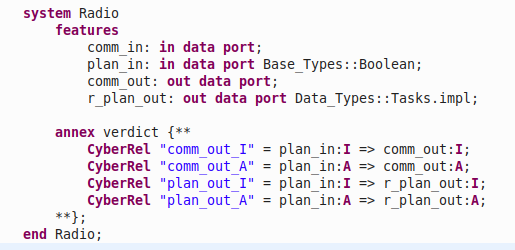 system Radio
features
comm_in: in data port;
plan_in: in data port Base_Types::Boolean;
comm_out: out data port;
r_plan_out: out data port Data_Types::Tasks.impl;
annex verdict {**
CyberRel "comm_out_I" = plan_in:I => comm_out:I;
CyberRel "comm_out_A" = plan_in:A => comm_out:A;
CyberRel "plan_out_I" = plan_in:I => r_plan_out:I;
CyberRel "plan_out_A" = plan_in:A => r_plan_out:A;
**};
end Radio;